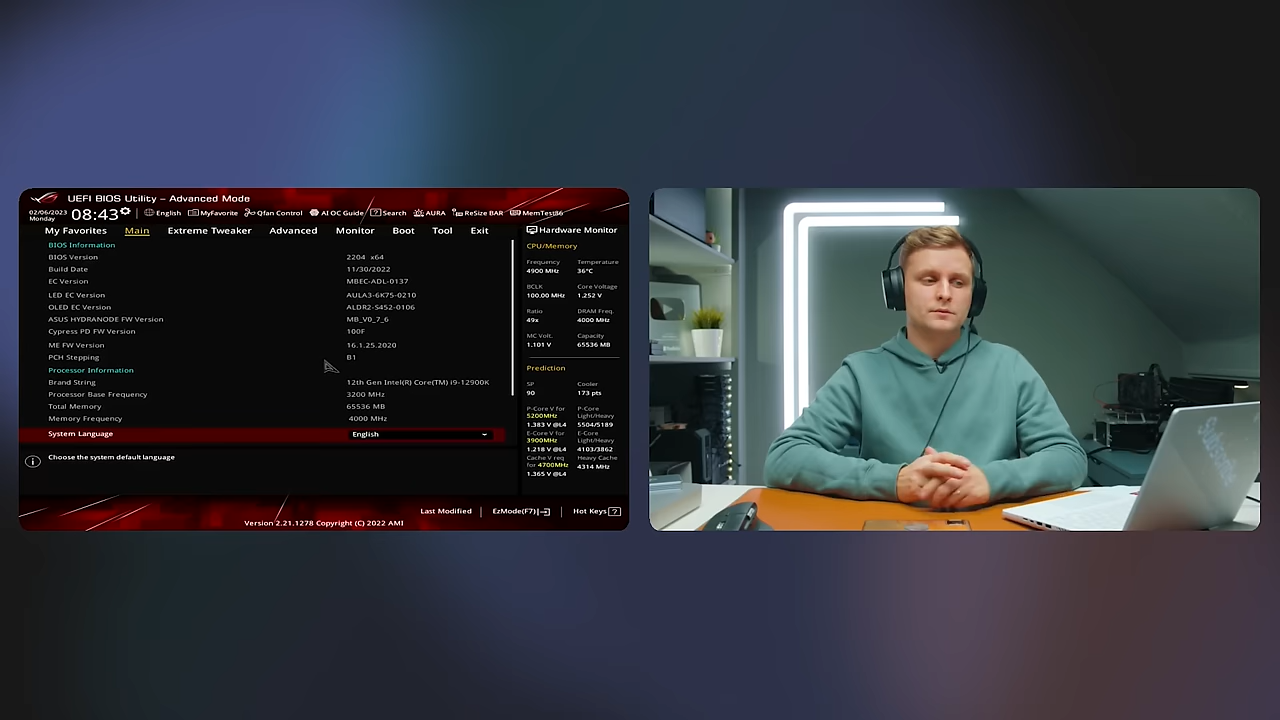 UEFI BIOS Utility – Advanced Mode
02/06/2023
Monday
08:43
English MyFavorite Qfan Control AI OC Guide Search AURA ReSize BAR MemTest86
My Favorites Main Extreme Tweaker Advanced Monitor Boot Tool Exit
BIOS Information
BIOS Version 2204 x64
Build Date 11/30/2022
EC Version MBEC-ADL-0137
LED EC Version AULA3-6K75-0210
OLED EC Version ALDR2-S452-0106
ASUS HYDRANODE FW Version MB_V0_7_6
Cypress PD FW Version 100F
ME FW Version 16.1.25.2020
PCH Stepping B1
Processor Information
Brand String 12th Gen Intel(R) Core(TM) i9-12900K
Processor Base Frequency 3200 MHz
Total Memory 65536 MB
Memory Frequency 4000 MHz
System Language English
Choose the system default language
Hardware Monitor
CPU/Memory
Frequency Temperature
4900 MHz 36°C
BCLK Core Voltage
100.00 MHz 1.252 V
Ratio DRAM Freq.
49x 4000 MHz
MC Volt. Capacity
1.101 V 65536 MB
Prediction
SP Cooler
90 173 pts
P-Core V for P-Core
5200MHz Light/Heavy
1.383 V @L4 5504/5189
E-Core V for E-Core
3900MHz Light/Heavy
1.218 V @L4 4103/3862
Cache V req Heavy Cache
for 4700MHz 4314 MHz
1.365 V @L4
Last Modified EzMode(F7) Hot Keys ?
Version 2.21.1278 Copyright (C) 2022 AMI